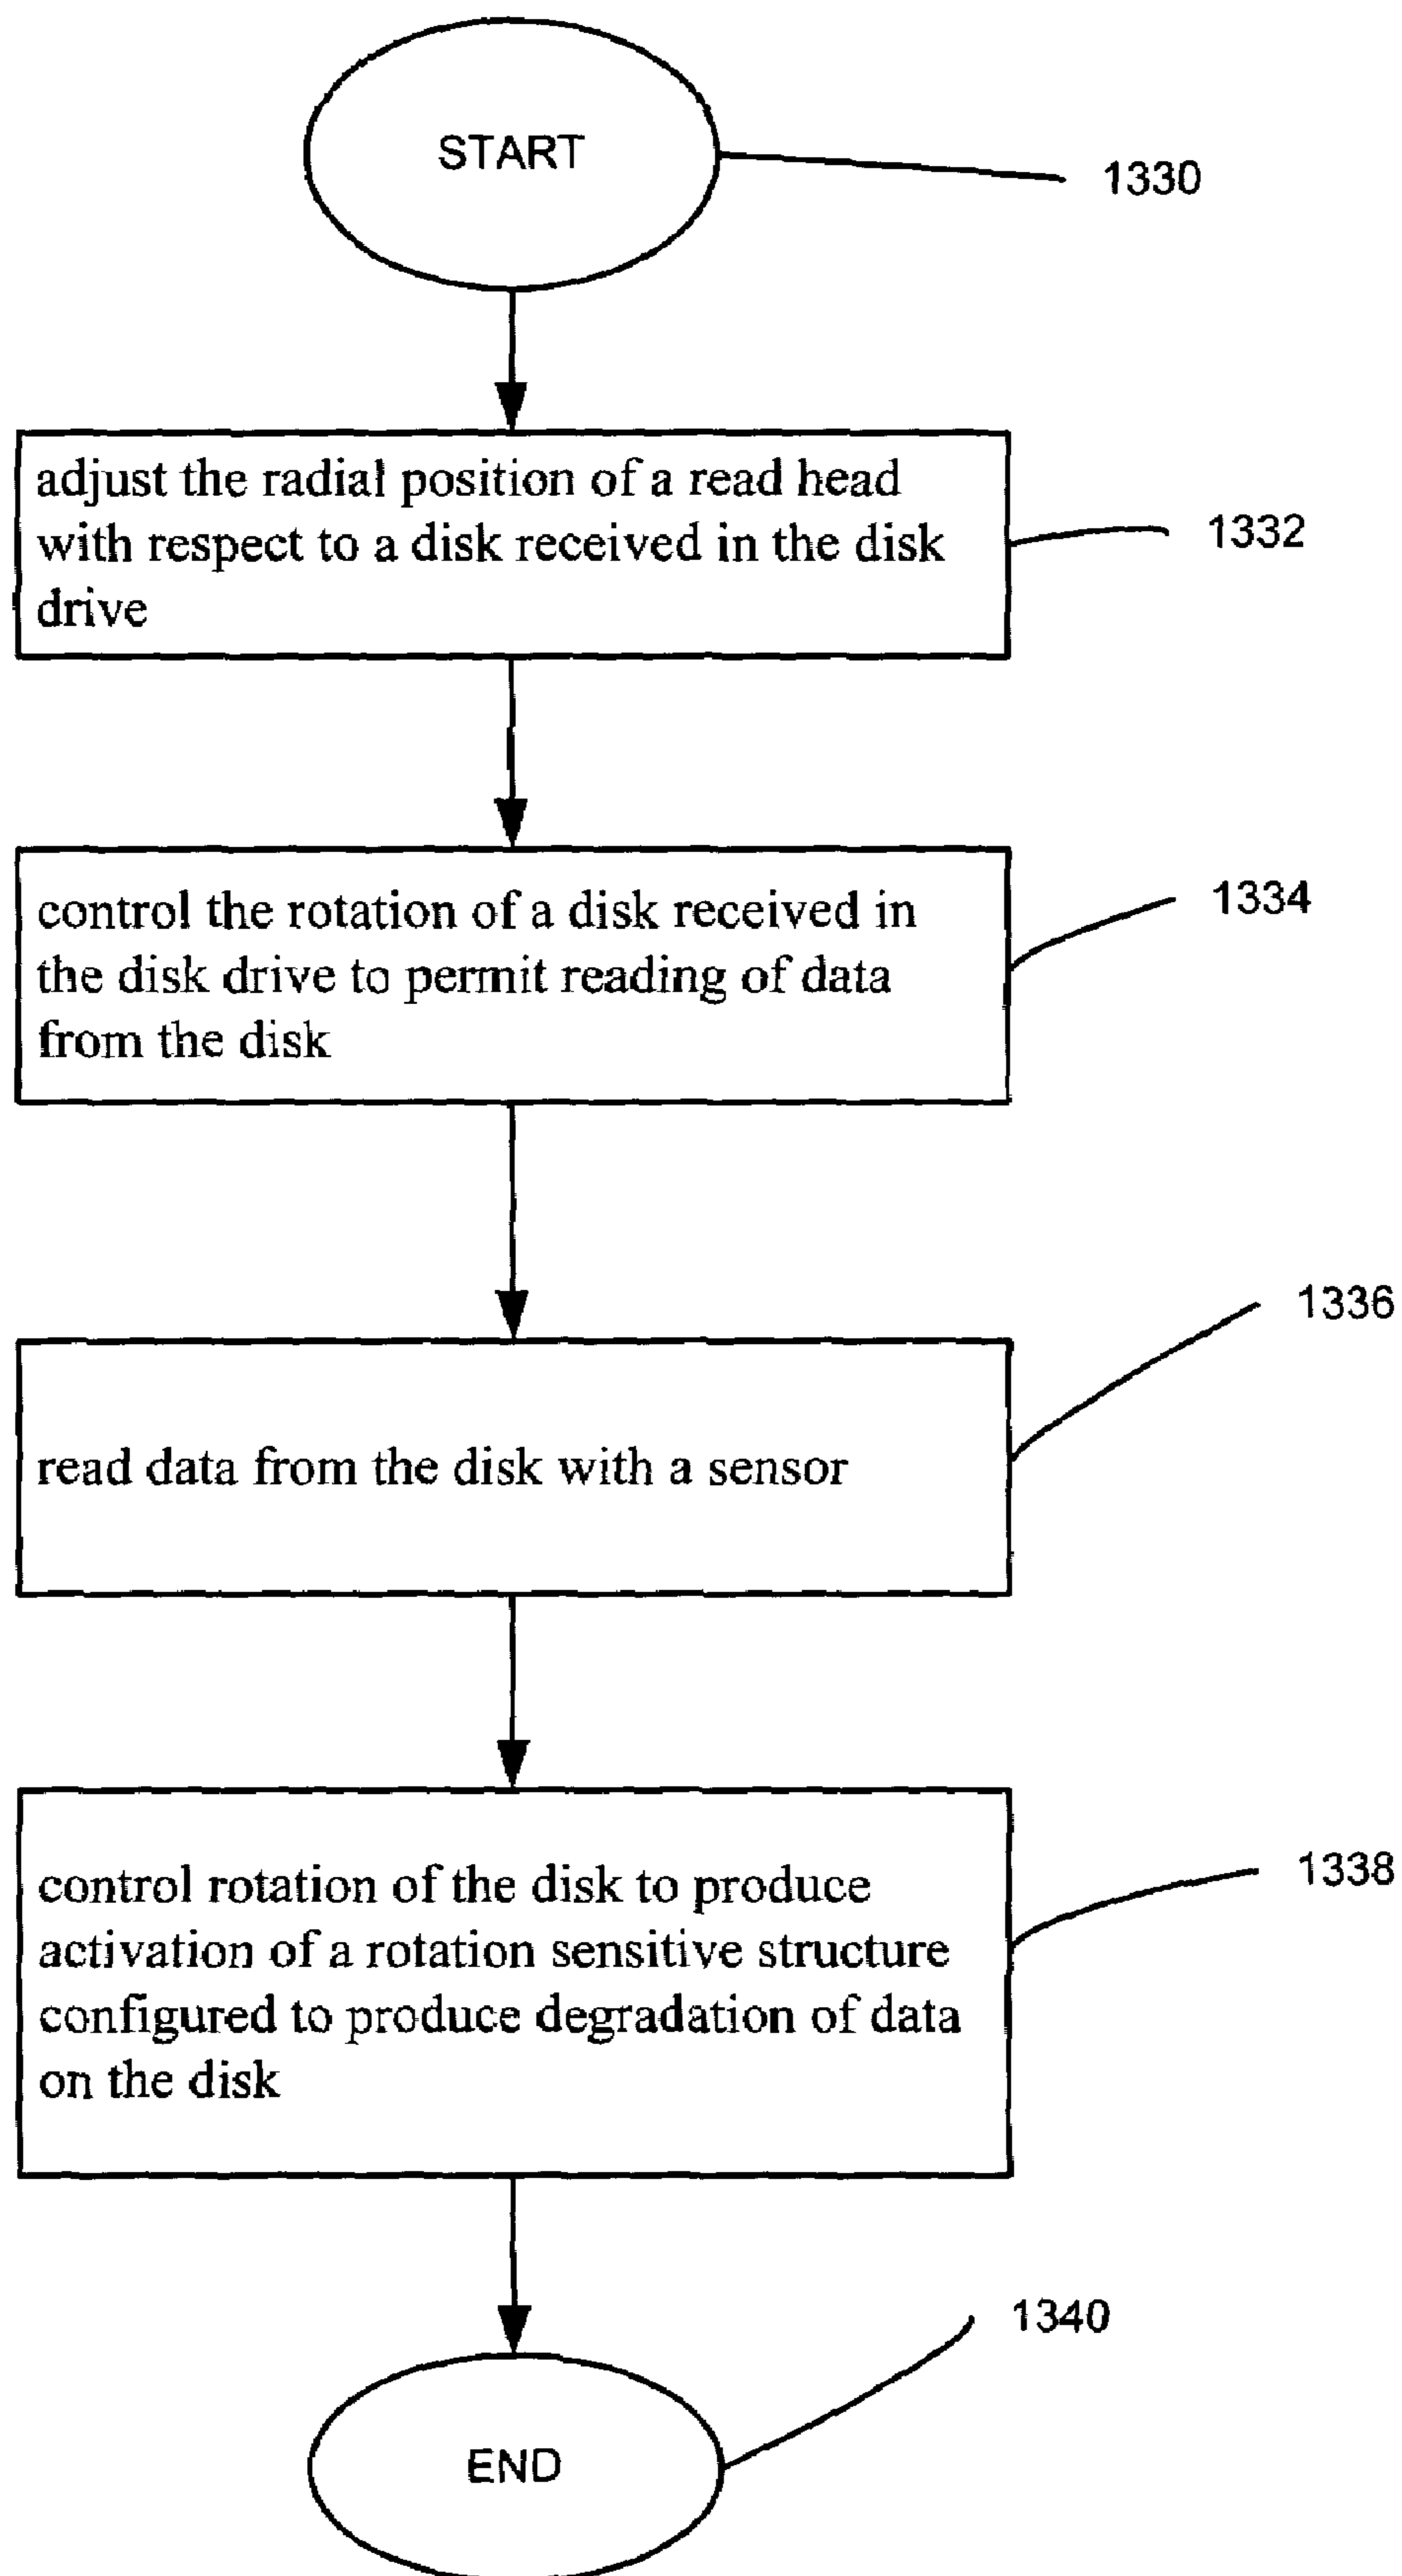 START
1330
adjust the radial position of a read head
with respect to a disk received in the disk
drive
1332
control the rotation of a disk received in
the disk drive to permit reading of data
from the disk
1334
1336
read data from the disk with a sensor
control rotation of the disk to produce
activation of a rotation sensitive structure
configured to produce degradation of data
on the disk
1338
1340
END